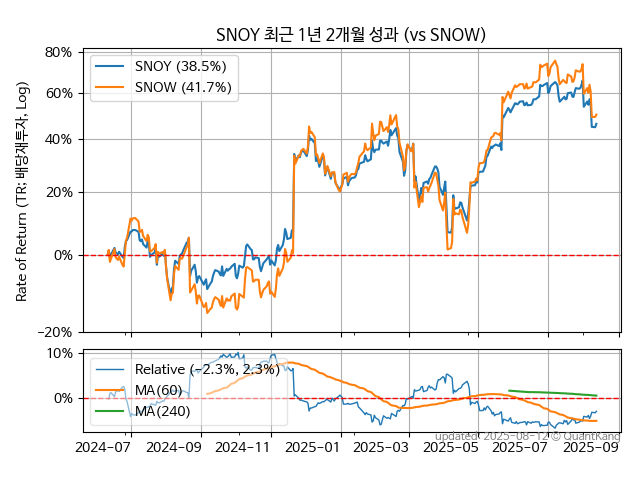 SNOY 최근 1년 2개월 성과 (vs SNOW)
Rate of Return (TR: 배당재투자, Log)
80%
60%
40%
20%
0%
−20%
SNOY (38.5%)
SNOW (41.7%)
10%
0%
Relative (−2.3%, 2.3%)
MA(60)
MA(240)
updated: 2025-08-12 © QuantKang
2024-07
2024-09
2024-11
2025-01
2025-03
2025-05
2025-07
2025-09